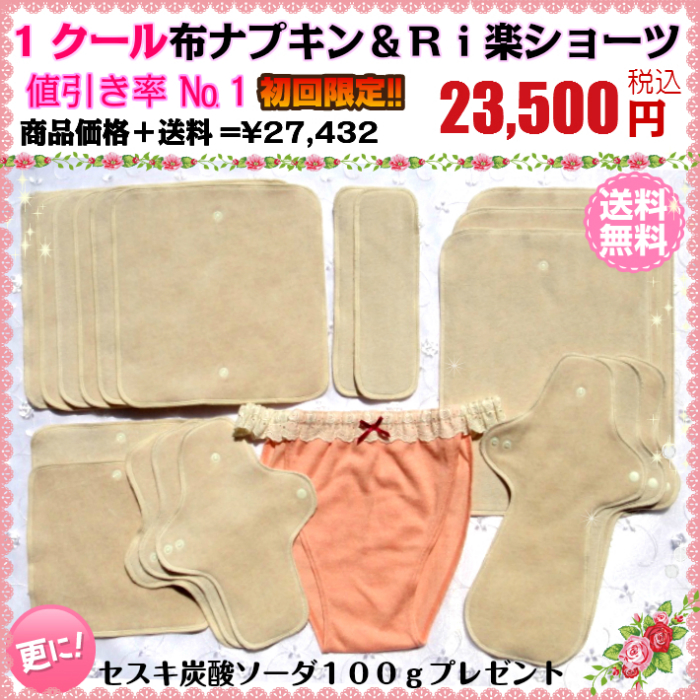 １クール布ナプキン＆Ｒｉ楽ショーツ
値引き率 №１ 初回限定!!
23,500円 税込
商品価格＋送料 =¥27,432
送料
無料
更に!
セスキ炭酸ソーダ１００ｇプレゼント